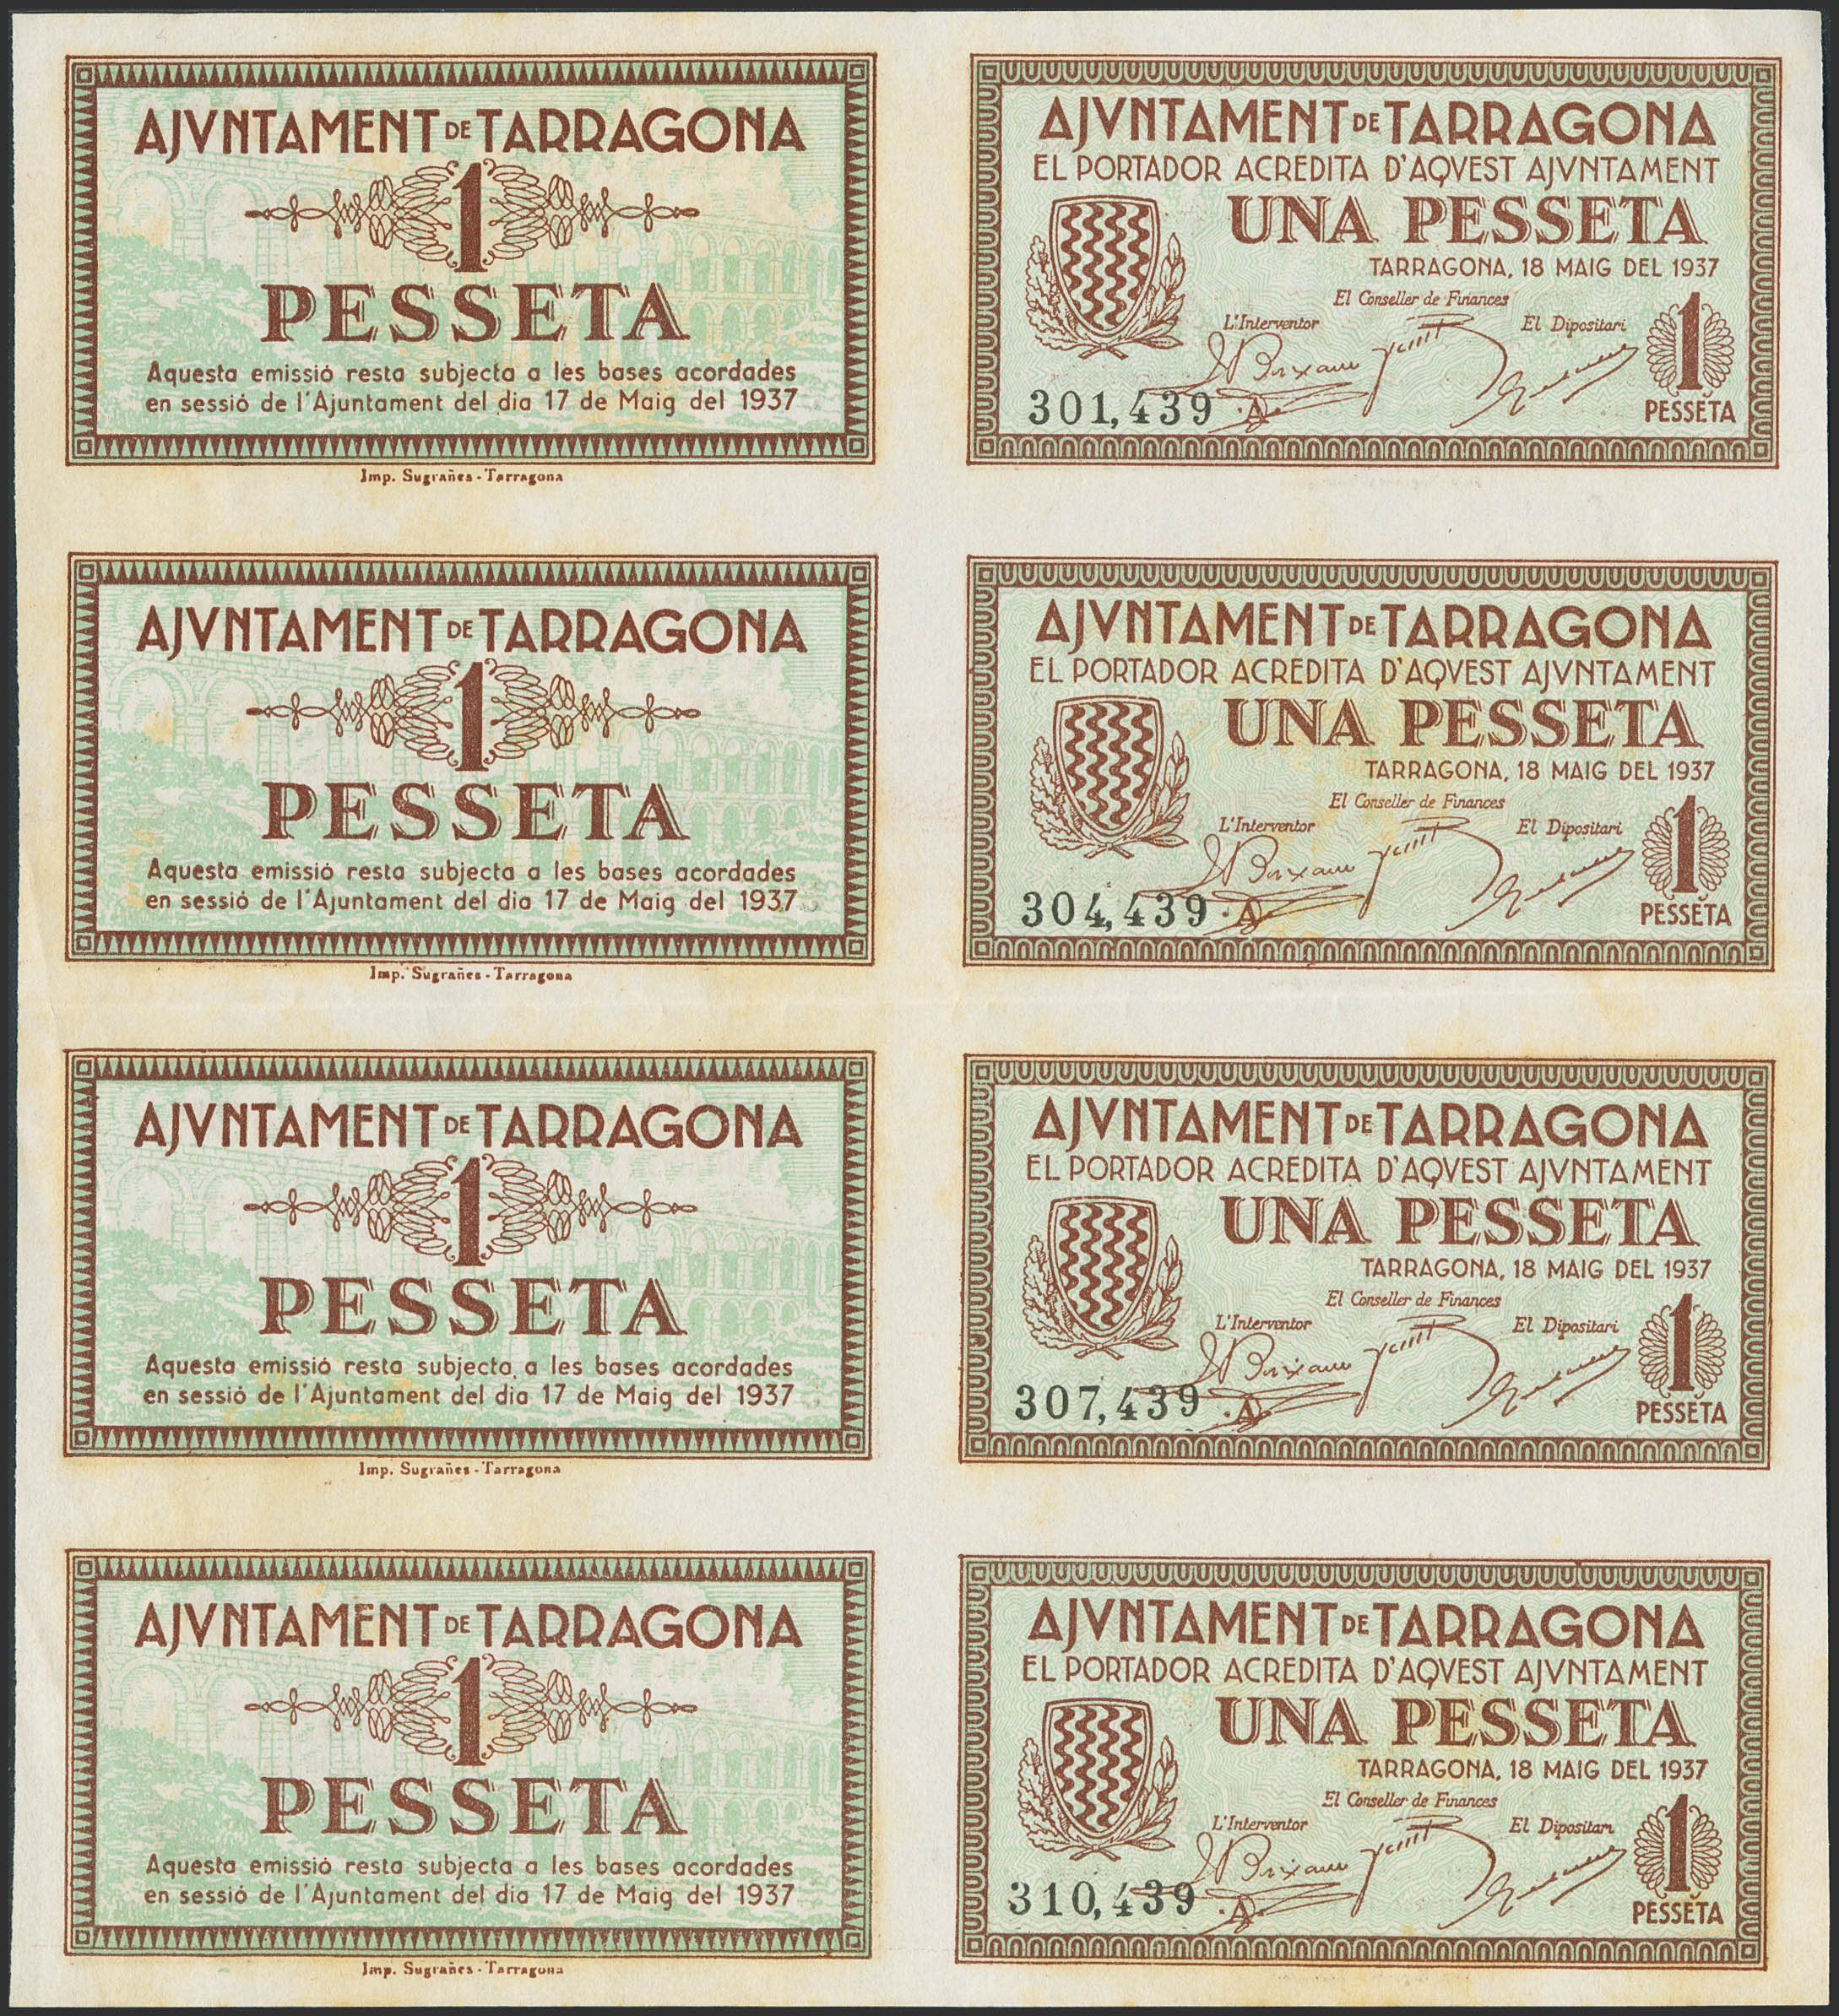 AJVNTAMENT DE TARRAGONA
1
PESSETA
Aquesta emissió resta subjecta a les bases acordades
en sessió de l'Ajuntament del dia 17 de Maig del 1937
Imp. Sugrañes - Tarragona
AJVNTAMENT DE TARRAGONA
EL PORTADOR ACREDITA D'AQVEST AJVNTAMENT
UNA PESSETA
TARRAGONA, 18 MAIG DEL 1937
El Conseller de Finances
L'Interventor
El Dipositari
1
301,439 ·A·
PESSETA
AJVNTAMENT DE TARRAGONA
1
PESSETA
Aquesta emissió resta subjecta a les bases acordades
en sessió de l'Ajuntament del dia 17 de Maig del 1937
Imp. Sugrañes - Tarragona
AJVNTAMENT DE TARRAGONA
EL PORTADOR ACREDITA D'AQVEST AJVNTAMENT
UNA PESSETA
TARRAGONA, 18 MAIG DEL 1937
El Conseller de Finances
L'Interventor
El Dipositari
1
304,439 ·A·
PESSETA
AJVNTAMENT DE TARRAGONA
1
PESSETA
Aquesta emissió resta subjecta a les bases acordades
en sessió de l'Ajuntament del dia 17 de Maig del 1937
Imp. Sugrañes - Tarragona
AJVNTAMENT DE TARRAGONA
EL PORTADOR ACREDITA D'AQVEST AJVNTAMENT
UNA PESSETA
TARRAGONA, 18 MAIG DEL 1937
El Conseller de Finances
L'Interventor
El Dipositari
1
307,439 ·A·
PESSETA
AJVNTAMENT DE TARRAGONA
1
PESSETA
Aquesta emissió resta subjecta a les bases acordades
en sessió de l'Ajuntament del dia 17 de Maig del 1937
Imp. Sugrañes - Tarragona
AJVNTAMENT DE TARRAGONA
EL PORTADOR ACREDITA D'AQVEST AJVNTAMENT
UNA PESSETA
TARRAGONA, 18 MAIG DEL 1937
El Conseller de Finances
L'Interventor
El Dipositari
1
310,439 ·A·
PESSETA